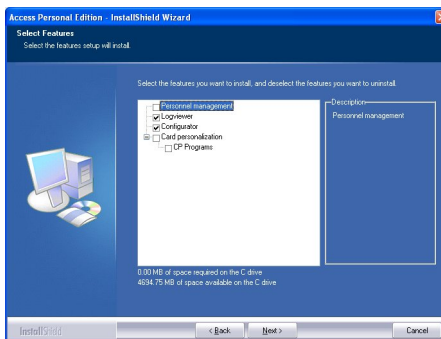 Access Personal Edition - InstallShield Wizard
Select Features
Select the features setup will install.
Select the features you want to install, and deselect the features you want to uninstall.
Personnel management
Logviewer
Configurator
Card personalization
CP Programs
Description
Personnel management
0.00 MB of space required on the C drive
4694.75 MB of space available on the C drive
InstallShield
< Back
Next >
Cancel